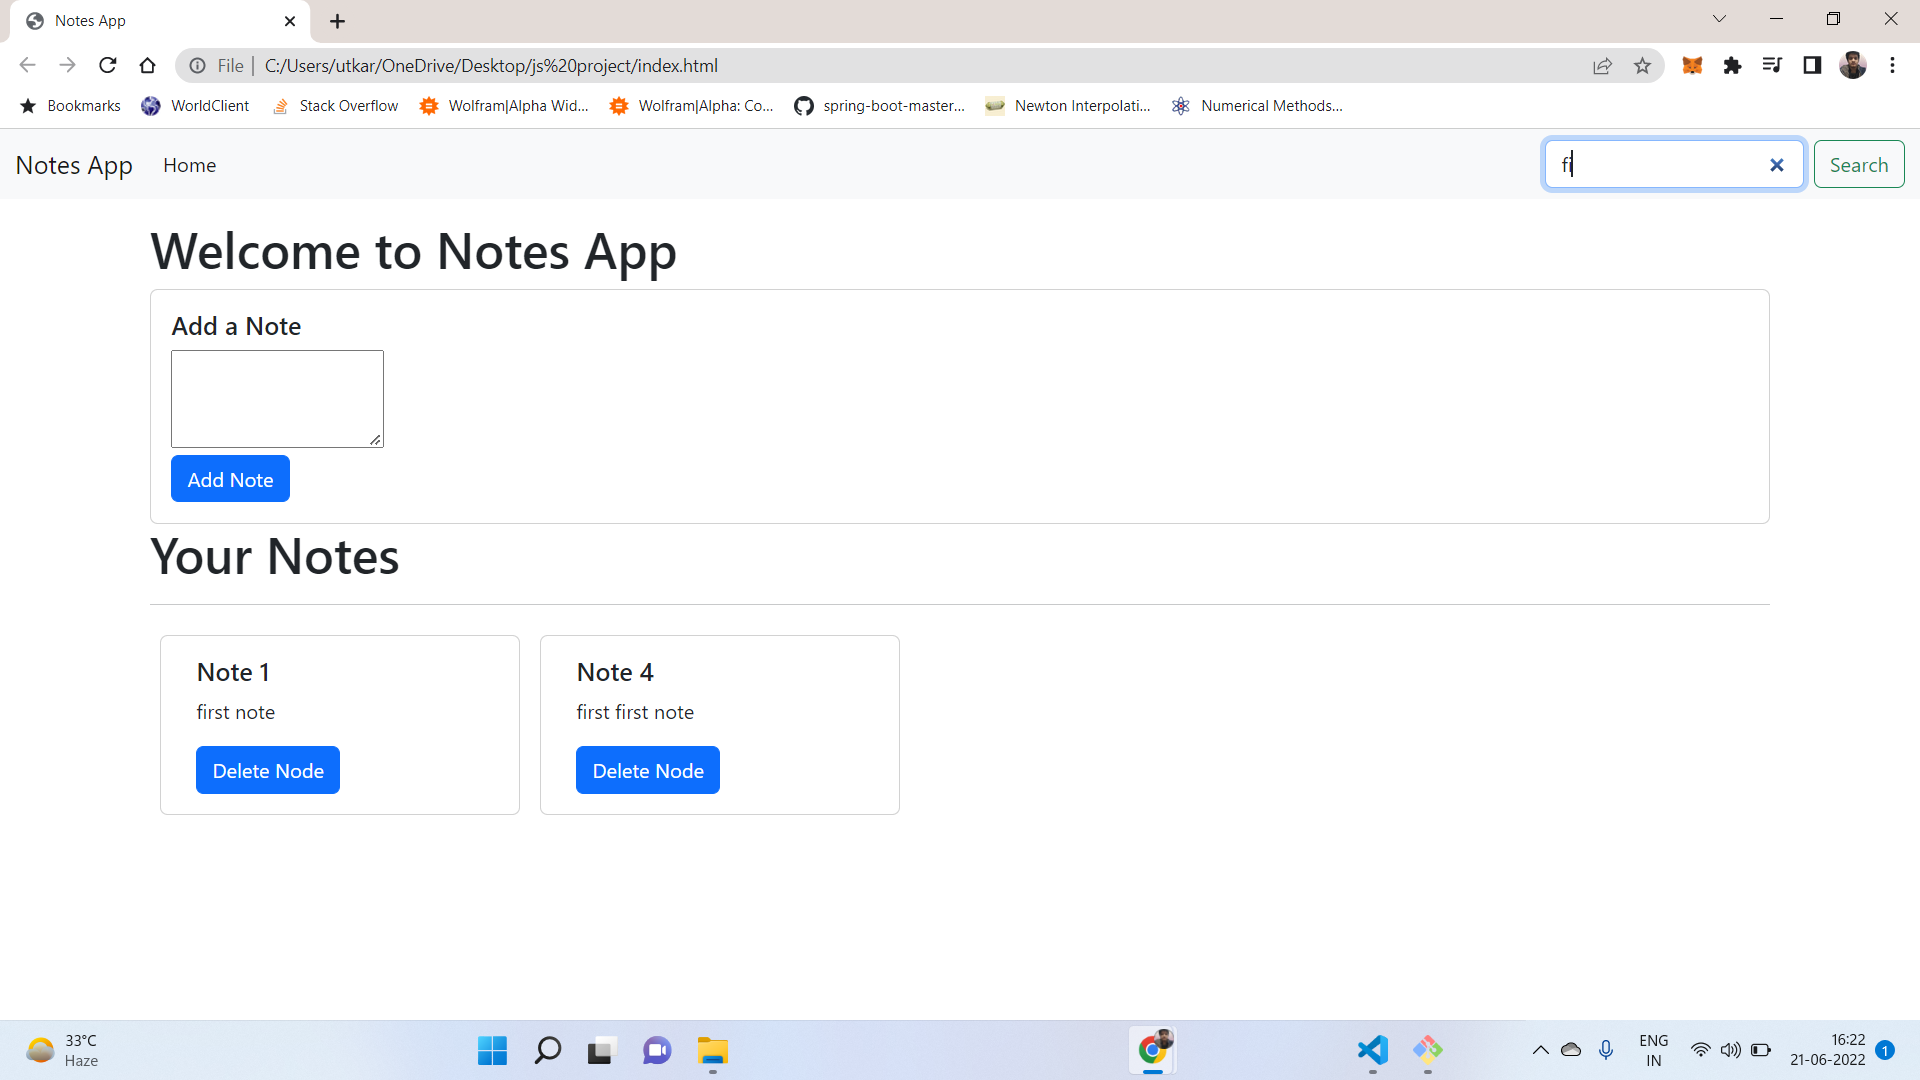 Notes App
File
C:/Users/utkar/OneDrive/Desktop/js%20project/index.html
Bookmarks
WorldClient
Stack Overflow
Wolfram|Alpha Wid...
Wolfram|Alpha: Co...
spring-boot-master...
Newton Interpolati...
Numerical Methods...
Notes App
Home
fi
Search
Welcome to Notes App
Add a Note
Add Note
Your Notes
Note 1
first note
Delete Node
Note 4
first first note
Delete Node
33°C
Haze
ENG
IN
16:22
21-06-2022
1